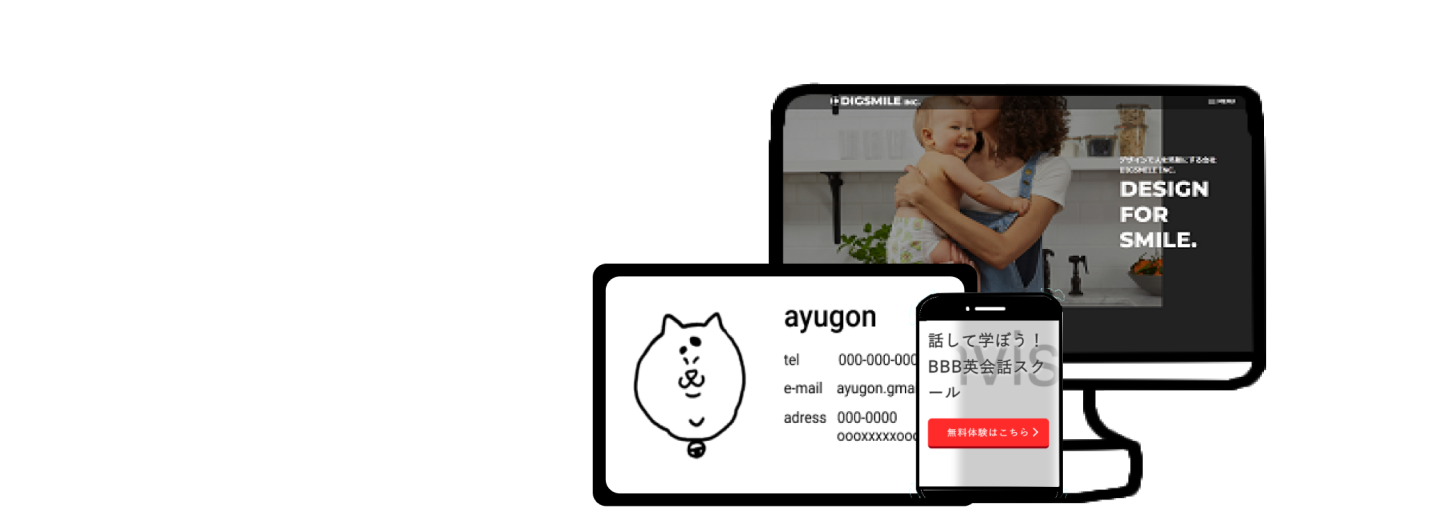 DIGSMILE INC.
MENU
デザインで人を笑顔にする会社
DIGSMILE INC.
DESIGN
FOR
SMILE.
ayugon
tel 000-000-000
e-mail ayugon.gma
adress 000-0000
oooxxxxxooo
話して学ぼう！
BBB英会話スク
ール
無料体験はこちら